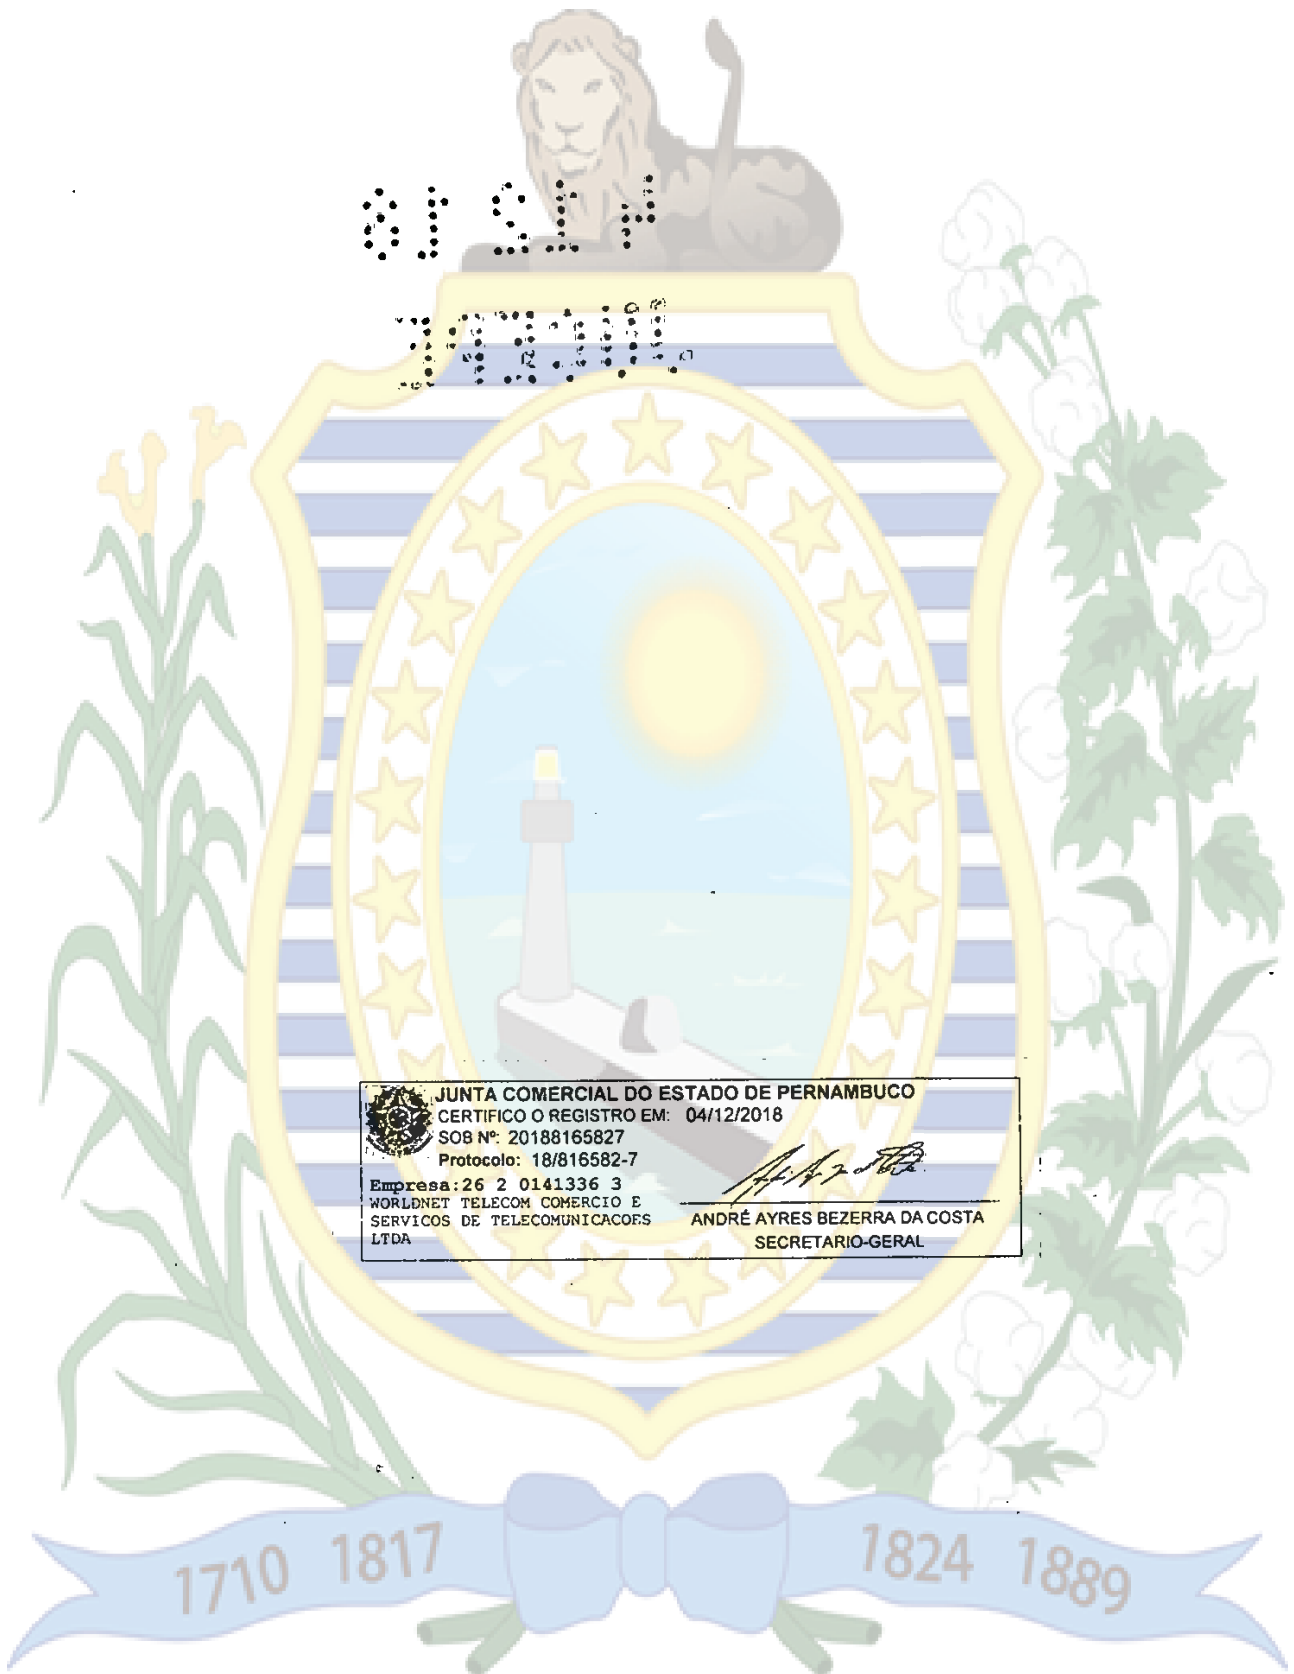 JUNTA COMERCIAL DO ESTADO DE PERNAMBUCO
CERTIFICO O REGISTRO EM: 04/12/2018
SOB Nº: 20188165827
Protocolo: 18/816582-7
Empresa:26 2 0141336 3
WORLDNET TELECOM COMERCIO E
SERVICOS DE TELECOMUNICACOES
LTDA
ANDRÉ AYRES BEZERRA DA COSTA
SECRETARIO-GERAL
1710 1817 1824 1889